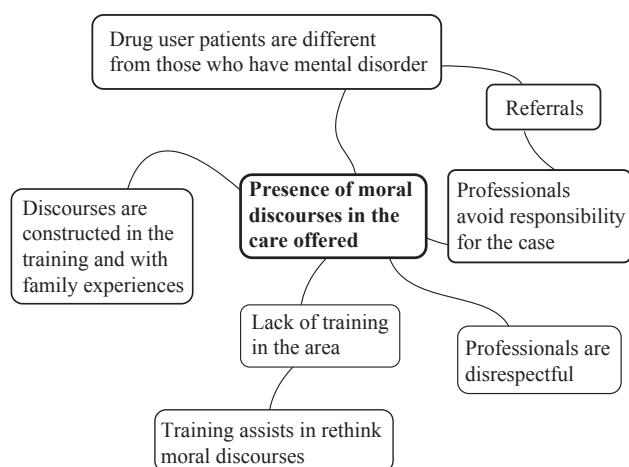 Drug user patients are different
from those who have mental disorder
Referrals
Presence of moral
discourses in the
care offered
Professionals
avoid responsibility
for the case
Discourses are
constructed in the
training and with
family experiences
Lack of training
in the area
Professionals are
disrespectful
Training assists in rethink
moral discourses